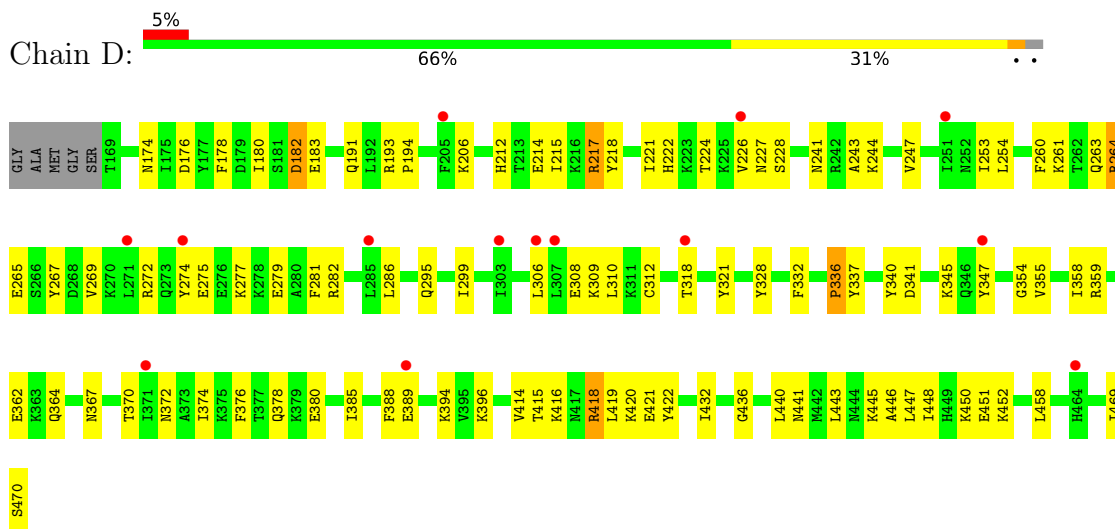 5%
Chain D:
66% 31% . .
GLY ALA MET GLY SER T169 N174 I175 D176 Y177 F178 D179 I180 S181 D182 E183 Q191 L192 R193 P194 F205 K206 H212 T213 E214 I215 K216 R217 Y218 I221 H222 K223 T224 K225 V226 N227 S228 N241 R242 A243 K244 V247 I251 N252 I253 L254 F260 K261 T262 Q263 R264
E265 S266 Y267 D268 V269 K270 L271 R272 Q273 Y274 E275 E276 K277 K278 E279 A280 F281 R282 L285 L286 Q295 I299 I303 L306 L307 E308 K309 L310 K311 C312 T318 Y321 Y328 F332 P336 Y337 Y340 D341 K345 Q346 Y347 G354 V355 I358 R359
E362 K363 Q364 N367 T370 I371 N372 A373 I374 K375 F376 T377 Q378 K379 E380 I385 F388 E389 K394 V395 K396 V414 T415 K416 N417 R418 L419 K420 E421 Y422 I432 G436 L440 N441 M442 L443 N444 K445 A446 L447 I448 H449 K450 E451 K452 L458 H464
S470